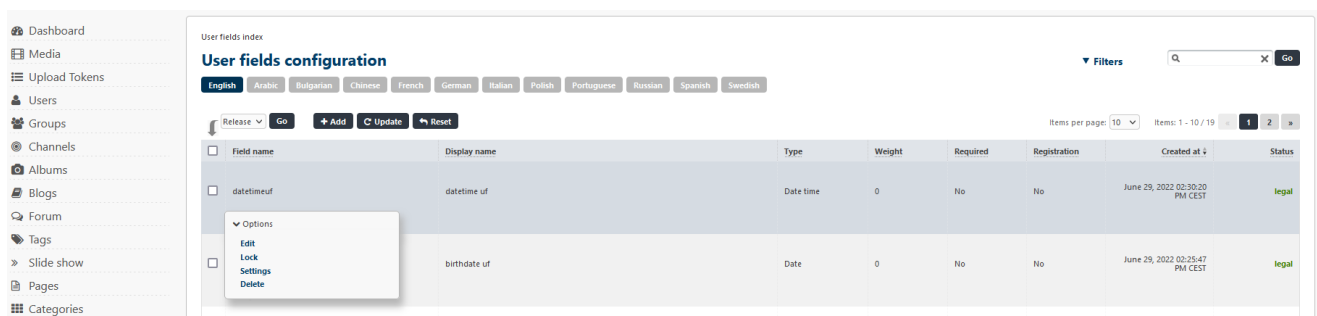 Dashboard
Media
Upload Tokens
Users
Groups
Channels
Albums
Blogs
Forum
Tags
» Slide show
Pages
Categories
User fields index
User fields configuration
▼ Filters
Go
English Arabic Bulgarian Chinese French German Italian Polish Portuguese Russian Spanish Swedish
Release Go + Add Update Reset
Items per page: 10 Items: 1 - 10 / 19 « 1 2 »
Field name Display name Type Weight Required Registration Created at Status
datetimeuf datetime uf Date time 0 No No June 29, 2022 02:30:20 PM CEST legal
Options
Edit
Lock
Settings
Delete
birthdate uf Date 0 No No June 29, 2022 02:25:47 PM CEST legal